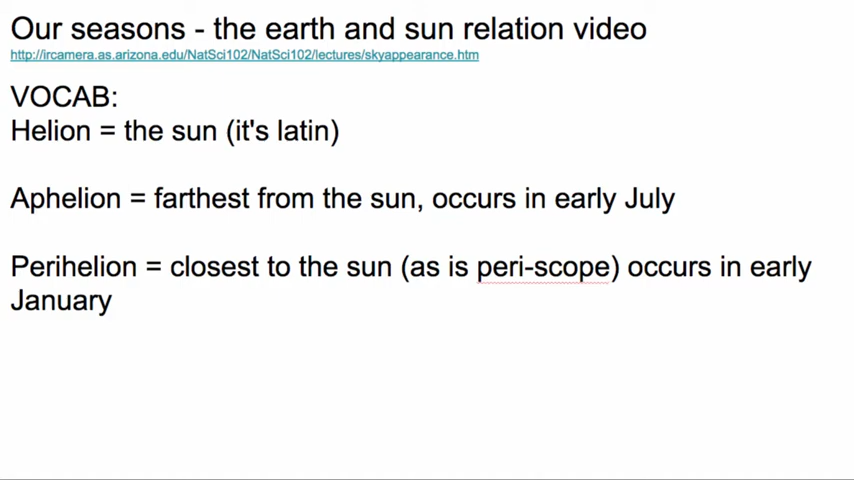 Our seasons - the earth and sun relation video
http://ircamera.as.arizona.edu/NatSci102/NatSci102/lectures/skyappearance.htm
VOCAB:
Helion = the sun (it's latin)
Aphelion = farthest from the sun, occurs in early July
Perihelion = closest to the sun (as is peri-scope) occurs in early
January